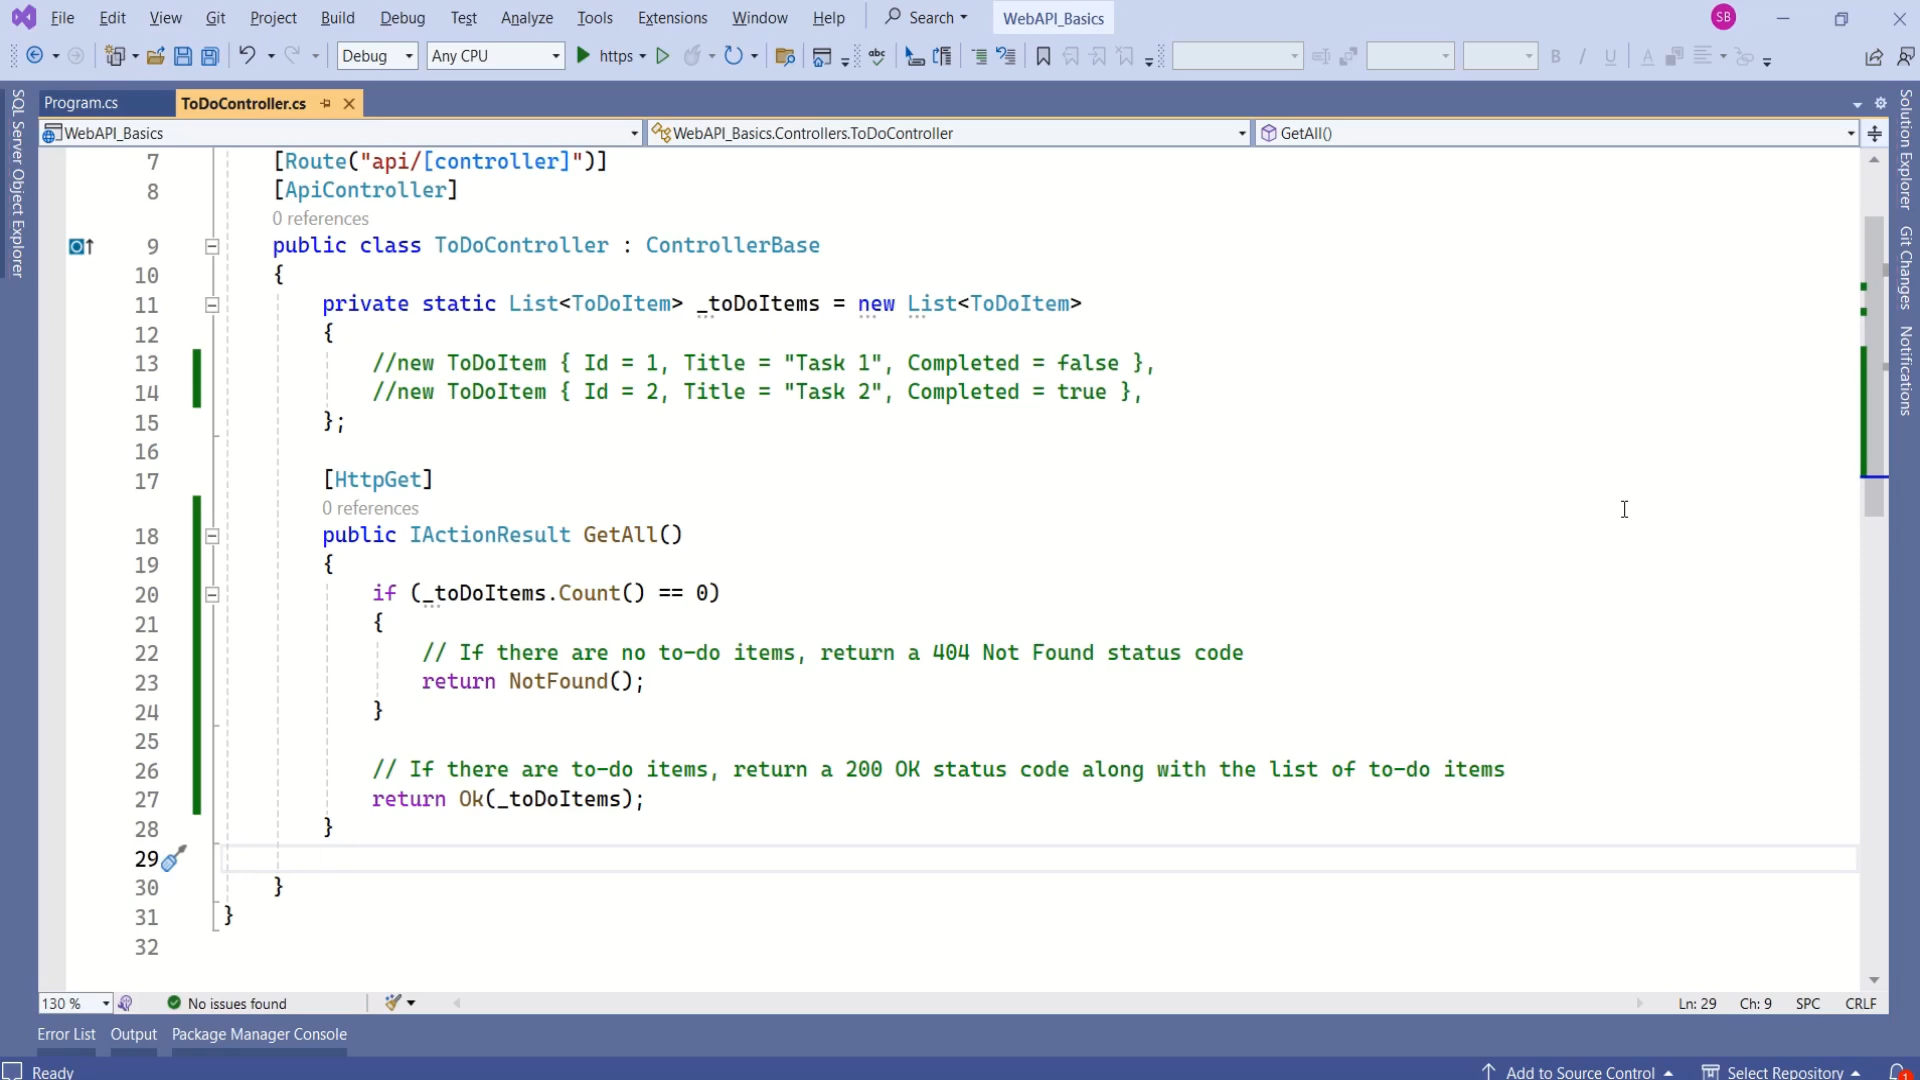 File Edit View Git Project Build Debug Test Analyze Tools Extensions Window Help Search WebAPI_Basics SB
Debug Any CPU https
Program.cs ToDoController.cs
WebAPI_Basics WebAPI_Basics.Controllers.ToDoController GetAll()
SQL Server Object Explorer
Solution Explorer
Git Changes
Notifications
7 [Route("api/[controller]")]
8 [ApiController]
0 references
9 public class ToDoController : ControllerBase
10 {
11 private static List<ToDoItem> _toDoItems = new List<ToDoItem>
12 {
13 //new ToDoItem { Id = 1, Title = "Task 1", Completed = false },
14 //new ToDoItem { Id = 2, Title = "Task 2", Completed = true },
15 };
16
17 [HttpGet]
0 references
18 public IActionResult GetAll()
19 {
20 if (_toDoItems.Count() == 0)
21 {
22 // If there are no to-do items, return a 404 Not Found status code
23 return NotFound();
24 }
25
26 // If there are to-do items, return a 200 OK status code along with the list of to-do items
27 return Ok(_toDoItems);
28 }
29
30 }
31 }
32
130 % No issues found Ln: 29 Ch: 9 SPC CRLF
Error List Output Package Manager Console
Ready Add to Source Control Select Repository 1